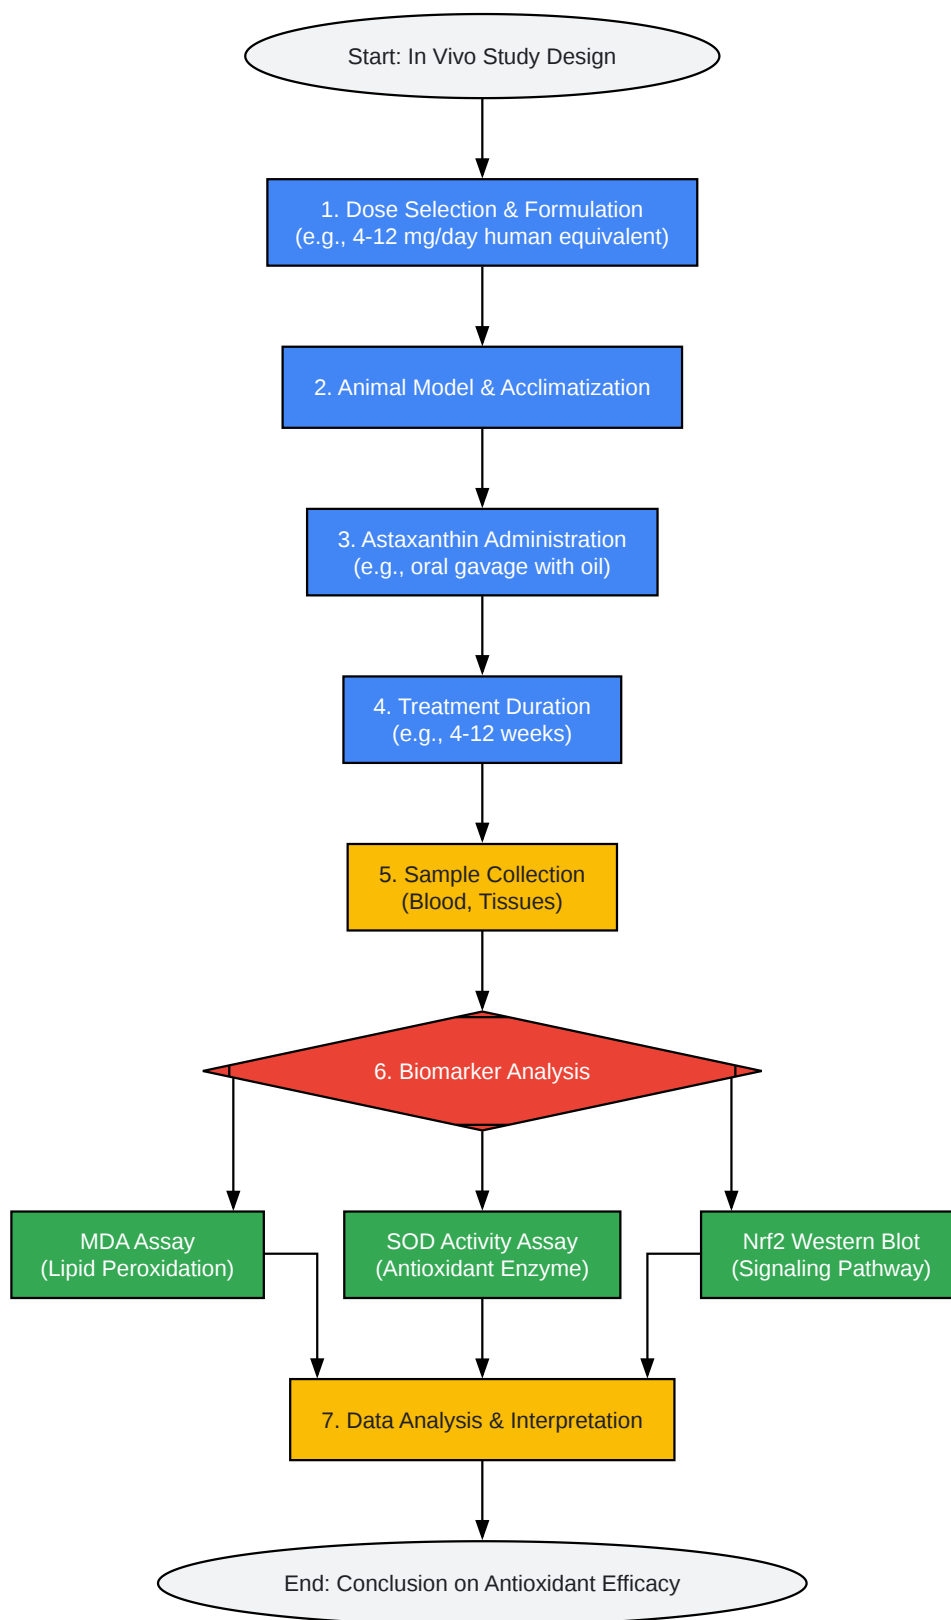 Start: In Vivo Study Design
1. Dose Selection & Formulation
(e.g., 4-12 mg/day human equivalent)
2. Animal Model & Acclimatization
3. Astaxanthin Administration
(e.g., oral gavage with oil)
4. Treatment Duration
(e.g., 4-12 weeks)
5. Sample Collection
(Blood, Tissues)
6. Biomarker Analysis
MDA Assay
(Lipid Peroxidation)
SOD Activity Assay
(Antioxidant Enzyme)
Nrf2 Western Blot
(Signaling Pathway)
7. Data Analysis & Interpretation
End: Conclusion on Antioxidant Efficacy